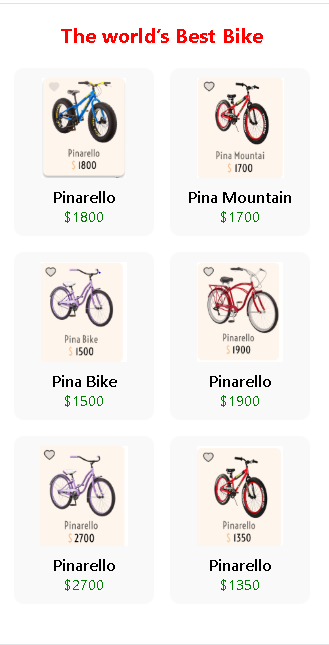 The world's Best Bike
Pinarello
$ 1800
Pinarello
$1800
Pina Mountai
$ 1700
Pina Mountain
$1700
Pina Bike
$ 1500
Pina Bike
$1500
Pinarello
$ 1900
Pinarello
$1900
Pinarello
$ 2700
Pinarello
$2700
Pinarello
$ 1350
Pinarello
$1350